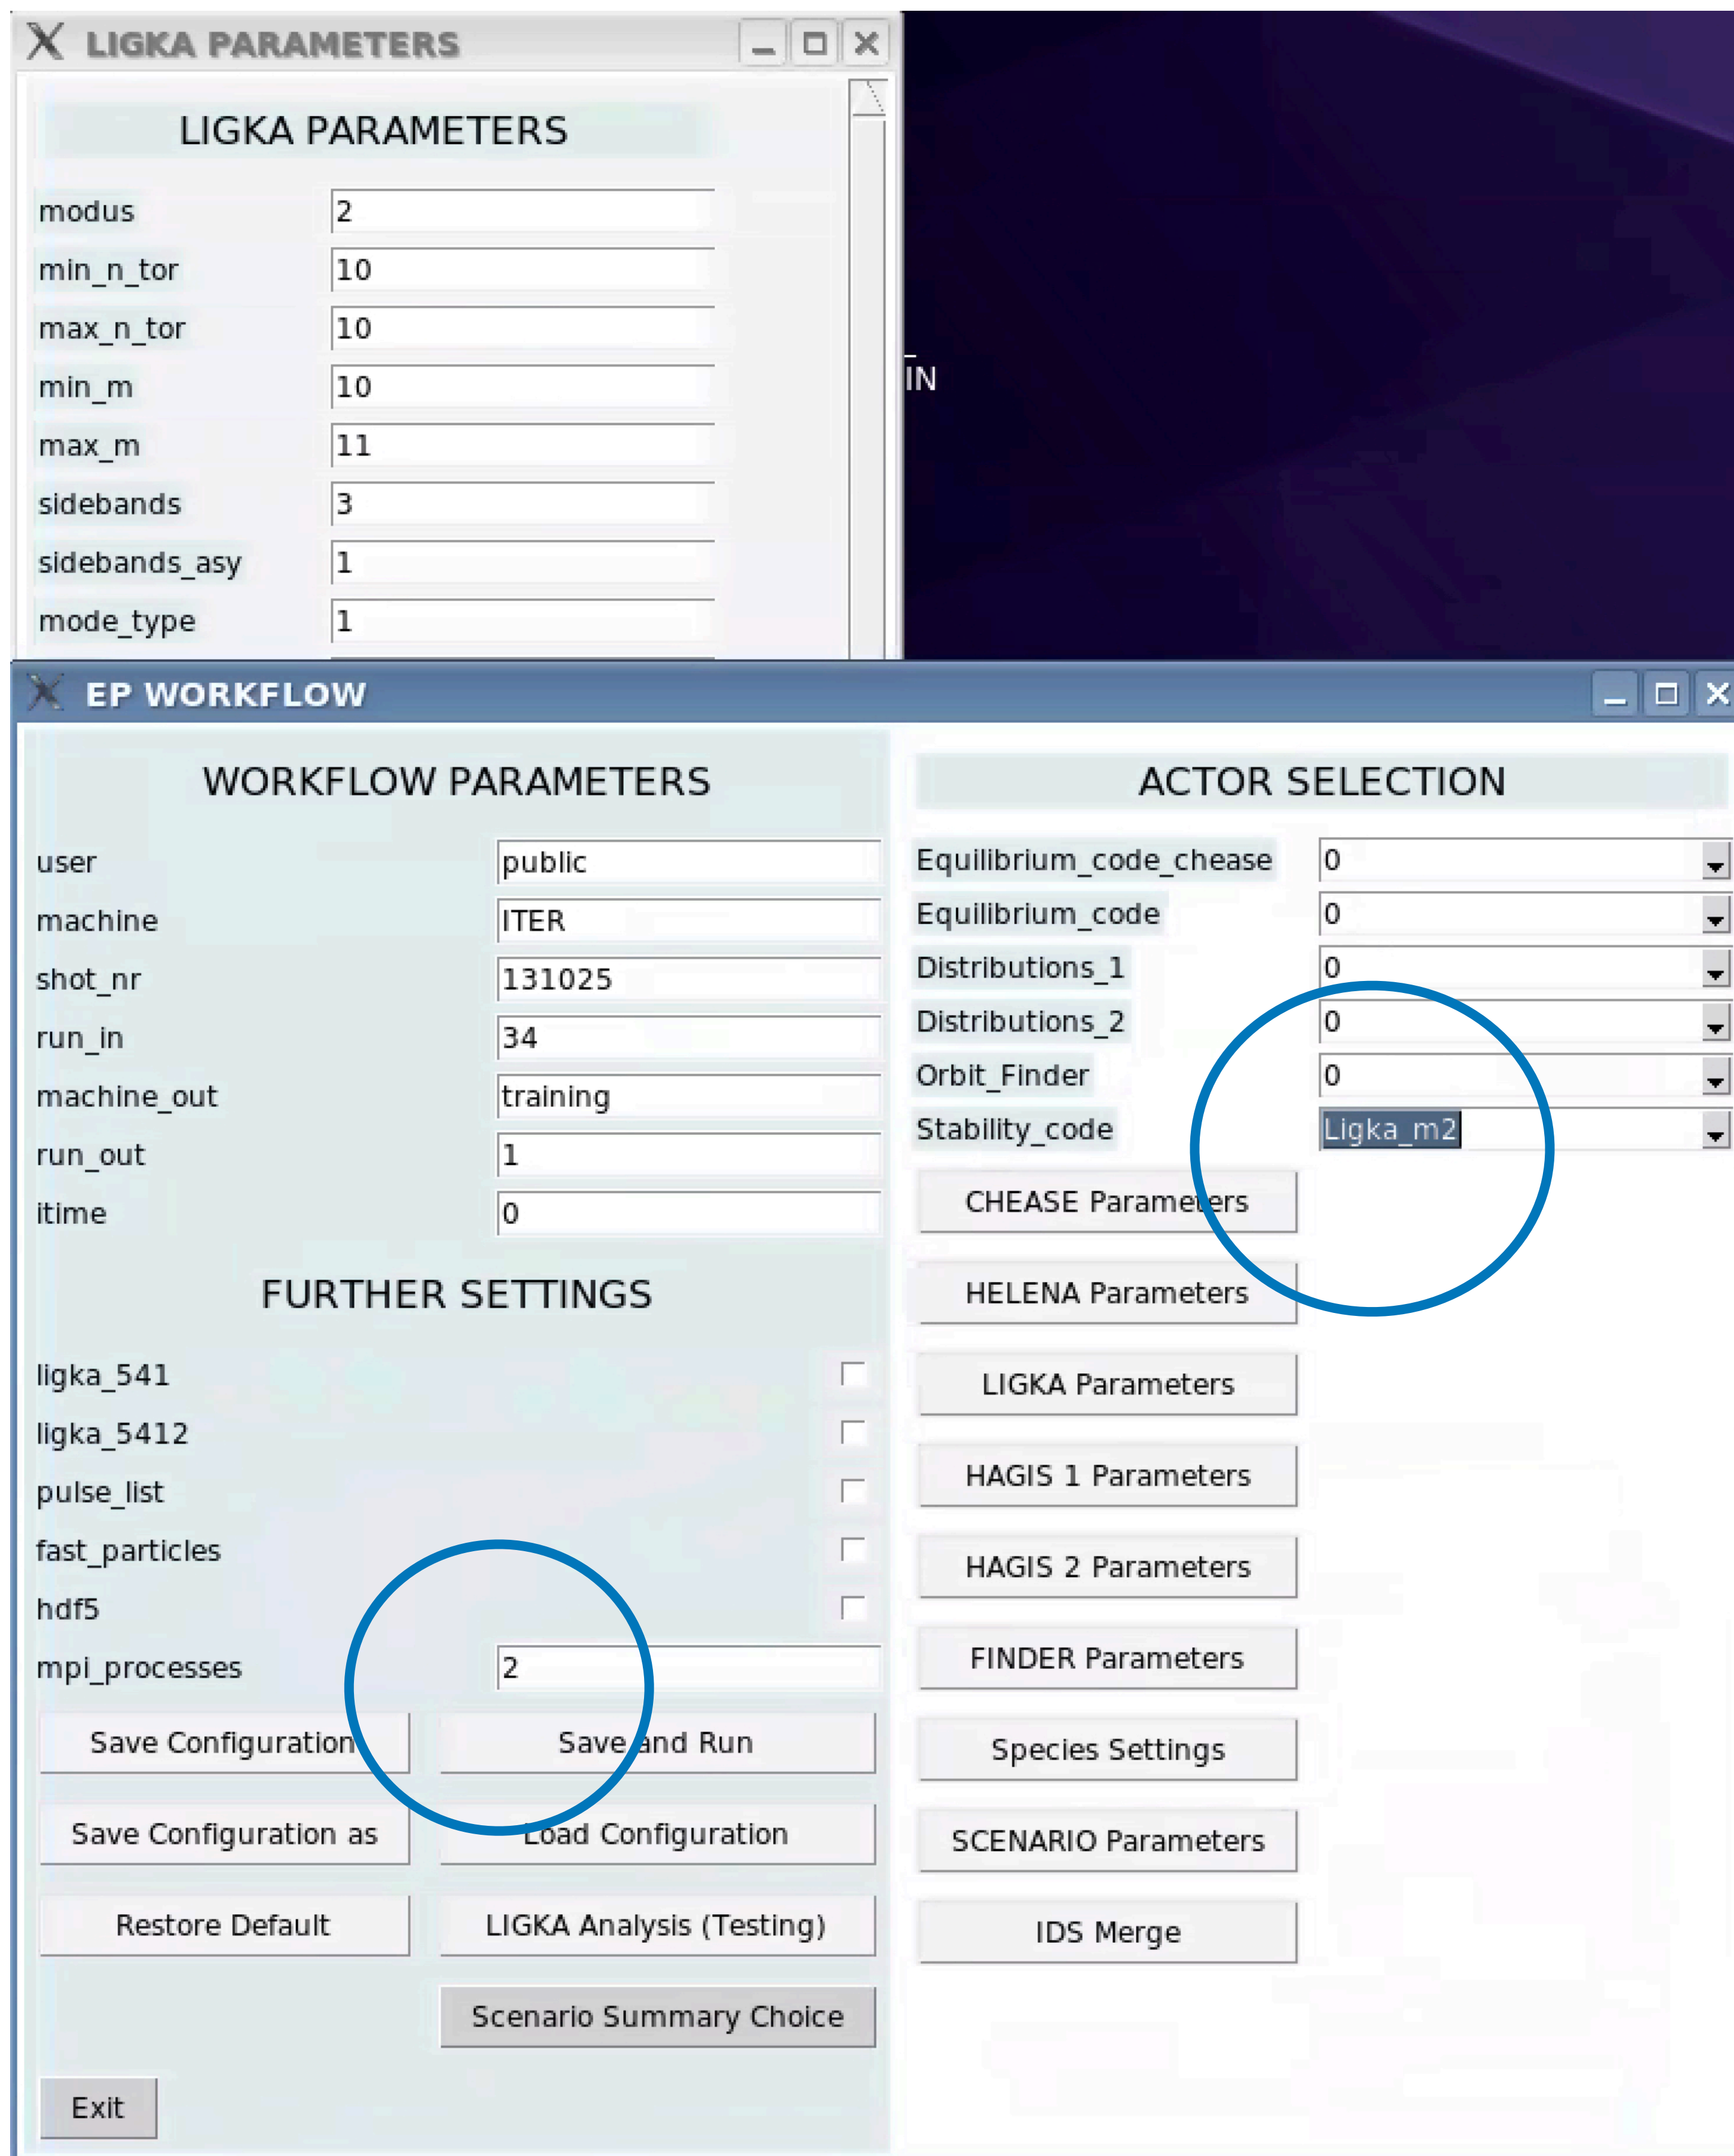 LIGKA PARAMETERS
LIGKA PARAMETERS
modus 2
min_n_tor 10
max_n_tor 10
min_m 10
max_m 11
sidebands 3
sidebands_asy 1
mode_type 1
IN
EP WORKFLOW
WORKFLOW PARAMETERS
user public
machine ITER
shot_nr 131025
run_in 34
machine_out training
run_out 1
itime 0
FURTHER SETTINGS
ligka_541
ligka_5412
pulse_list
fast_particles
hdf5
mpi_processes 2
Save Configuration Save and Run
Save Configuration as Load Configuration
Restore Default LIGKA Analysis (Testing)
Scenario Summary Choice
Exit
ACTOR SELECTION
Equilibrium_code_chease 0
Equilibrium_code 0
Distributions_1 0
Distributions_2 0
Orbit_Finder 0
Stability_code Ligka_m2
CHEASE Parameters
HELENA Parameters
LIGKA Parameters
HAGIS 1 Parameters
HAGIS 2 Parameters
FINDER Parameters
Species Settings
SCENARIO Parameters
IDS Merge